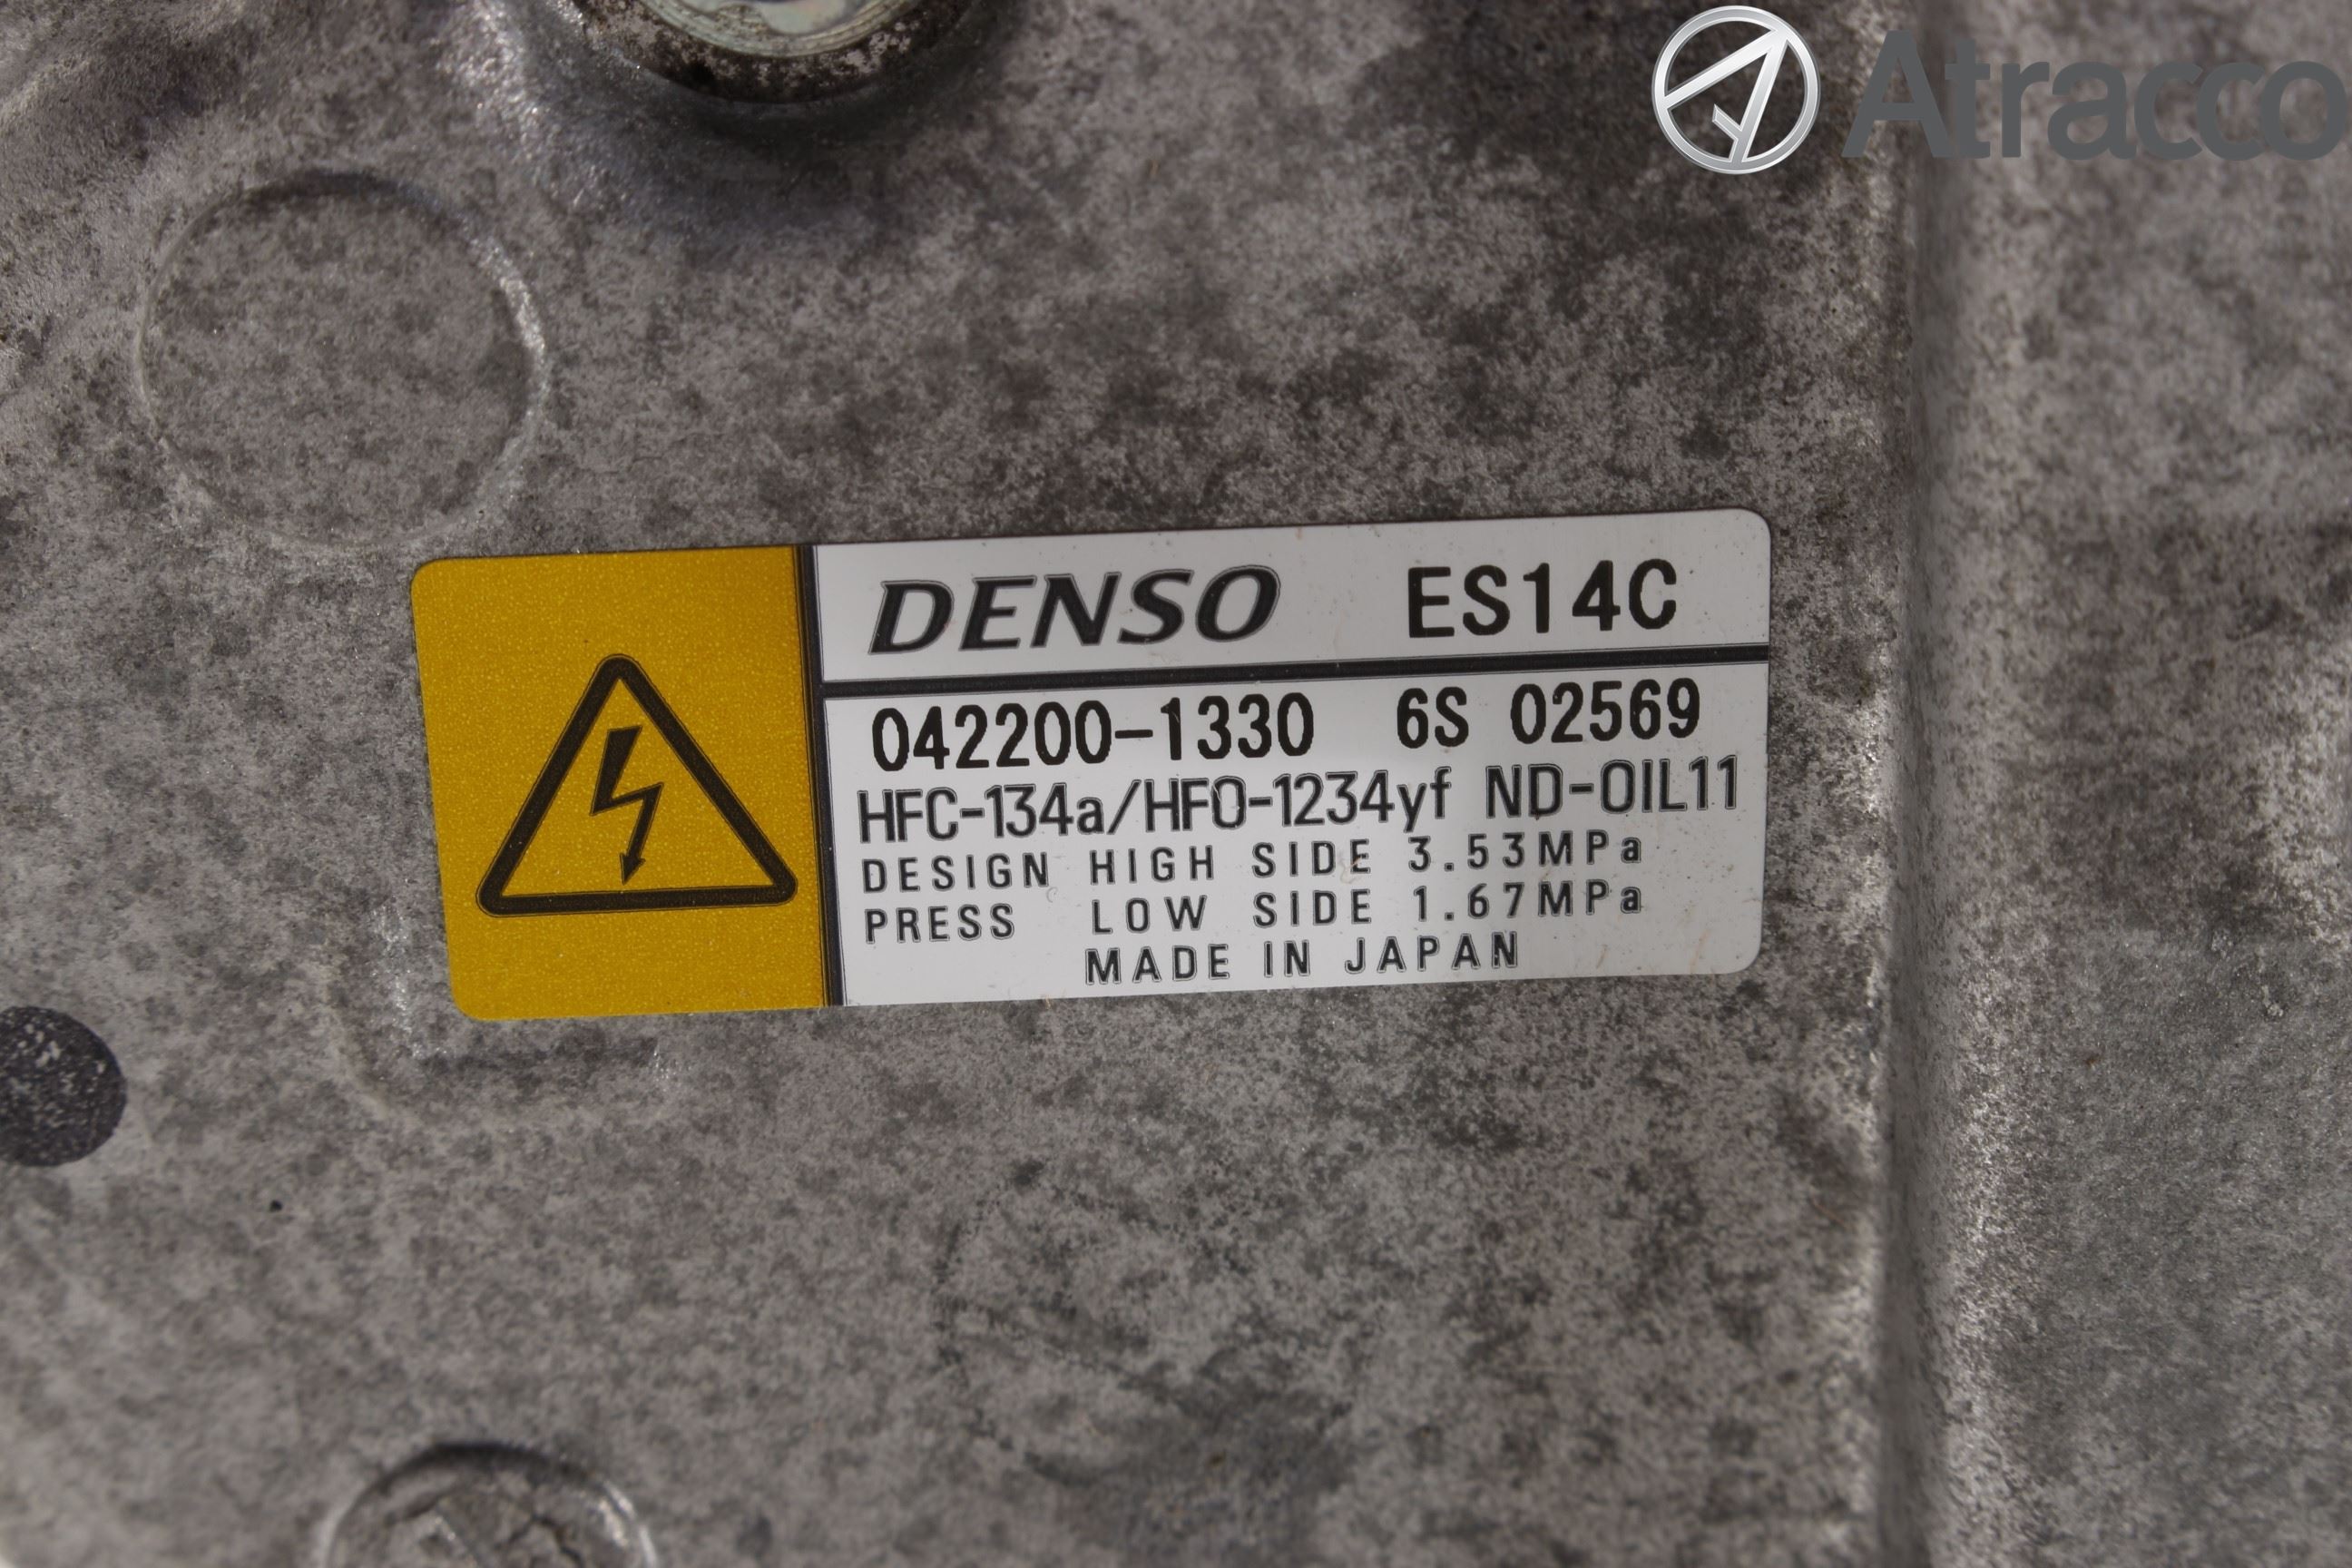 Atracco
DENSO ES14C
042200-1330 6S 02569
HFC-134a/HFO-1234yf ND-OIL11
DESIGN HIGH SIDE 3.53MPa
PRESS LOW SIDE 1.67MPa
MADE IN JAPAN